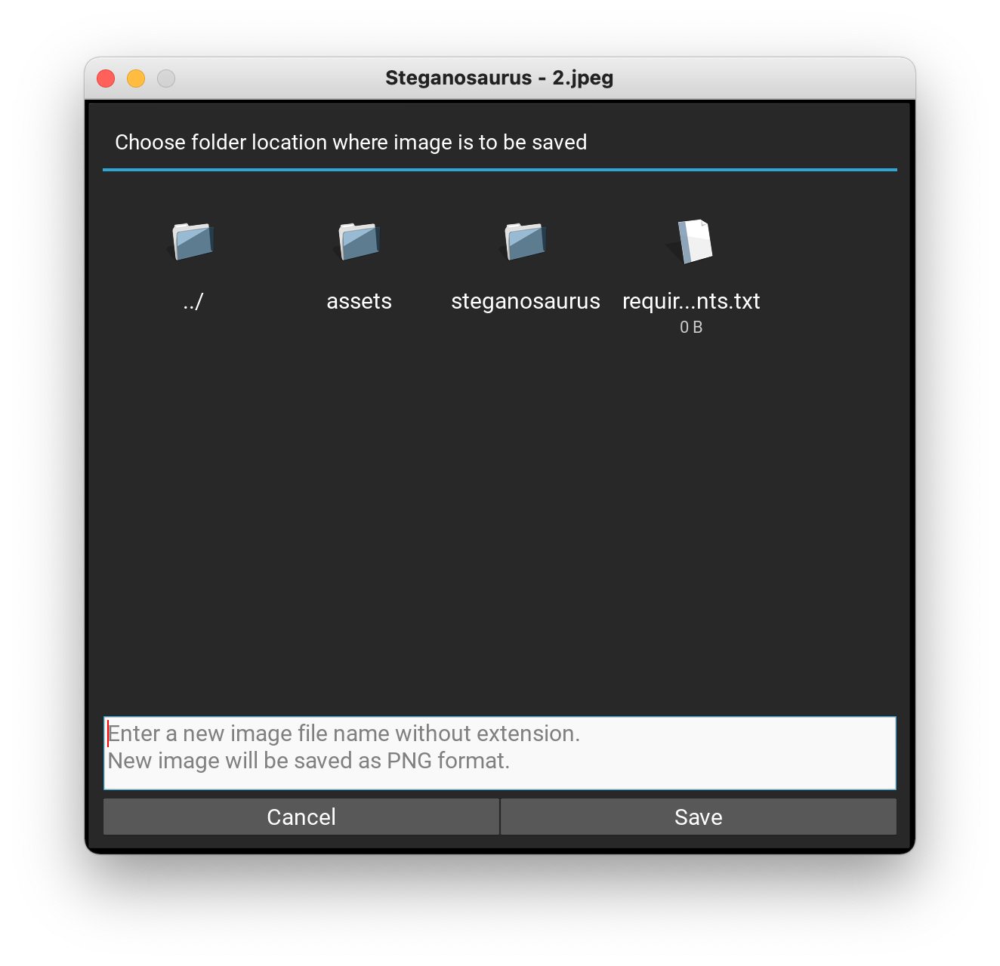 Steganosaurus - 2.jpeg
Choose folder location where image is to be saved
../
assets
steganosaurus
requir...nts.txt
0 B
Enter a new image file name without extension.
New image will be saved as PNG format.
Cancel
Save